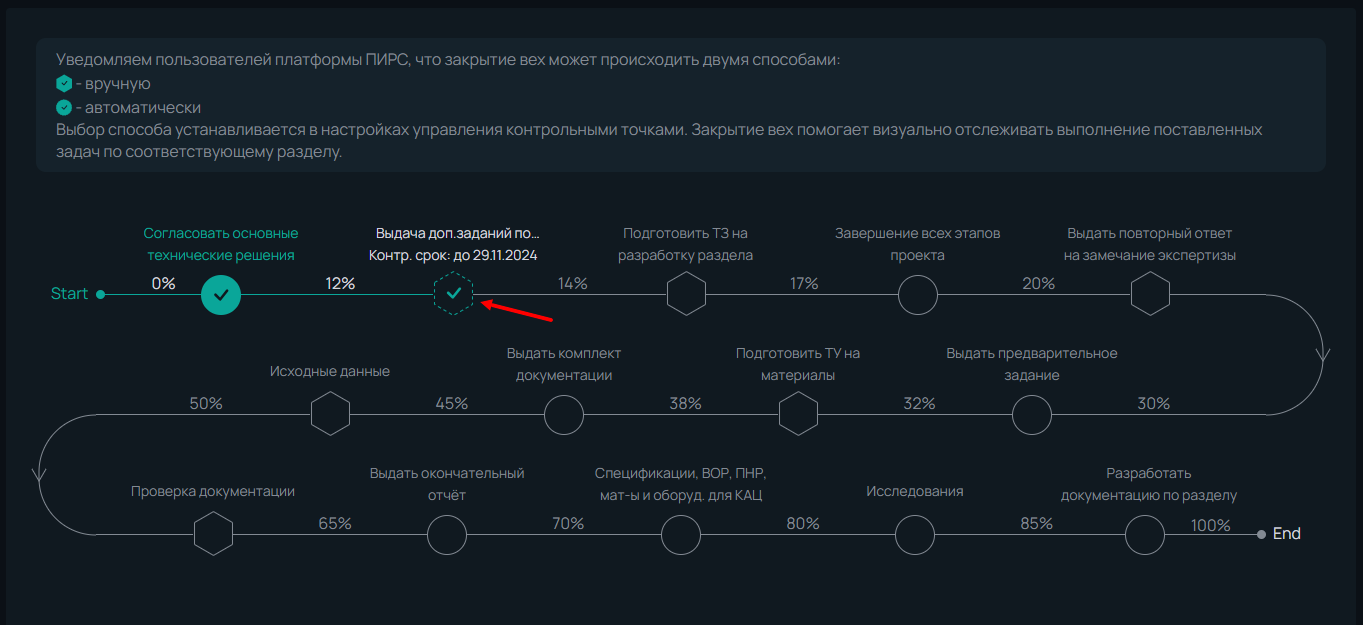 Уведомляем пользователей платформы ПИРС, что закрытие вех может происходить двумя способами:
- вручную
- автоматически
Выбор способа устанавливается в настройках управления контрольными точками. Закрытие вех помогает визуально отслеживать выполнение поставленных
задач по соответствующему разделу.
Согласовать основные
технические решения
Выдача доп.заданий по...
Контр. срок: до 29.11.2024
Подготовить ТЗ на
разработку раздела
Завершение всех этапов
проекта
Выдать повторный ответ
на замечание экспертизы
Start
0%
12%
14%
17%
20%
Исходные данные
Выдать комплект
документации
Подготовить ТУ на
материалы
Выдать предварительное
задание
50%
45%
38%
32%
30%
Проверка документации
Выдать окончательный
отчёт
Спецификации, ВОР, ПНР,
мат-ы и оборуд. для КАЦ
Исследования
Разработать
документацию по разделу
65%
70%
80%
85%
100%
End